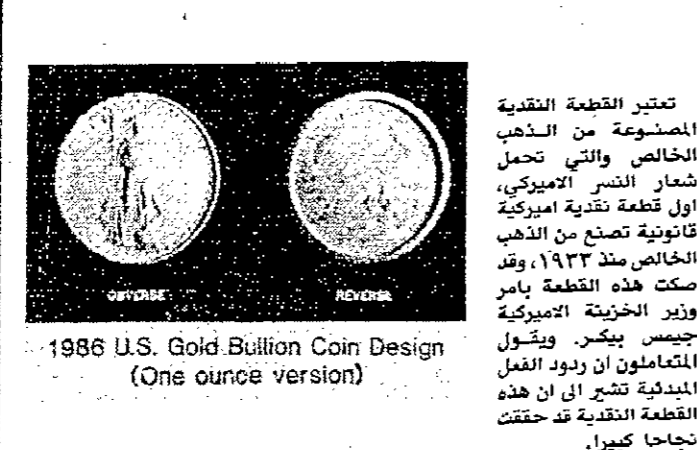 OBVERSE
REVERSE
1986 U.S. Gold Bullion Coin Design
(One ounce version)
تعتبر القطعة النقدية
المصنوعة من الذهب
الخالص والتي تحمل
شعار النسر الاميركي،
اول قطعة نقدية اميركية
قانونية تصنع من الذهب
الخالص منذ ١٩٣٣، وقد
صكت هذه القطعة بامر
وزير الخزينة الاميركية
جيمس بيكر. ويقول
المتعاملون ان ردود الفعل
المبدئية تشير الى ان هذه
القطعة النقدية قد حققت
نجاحا كبيرا.